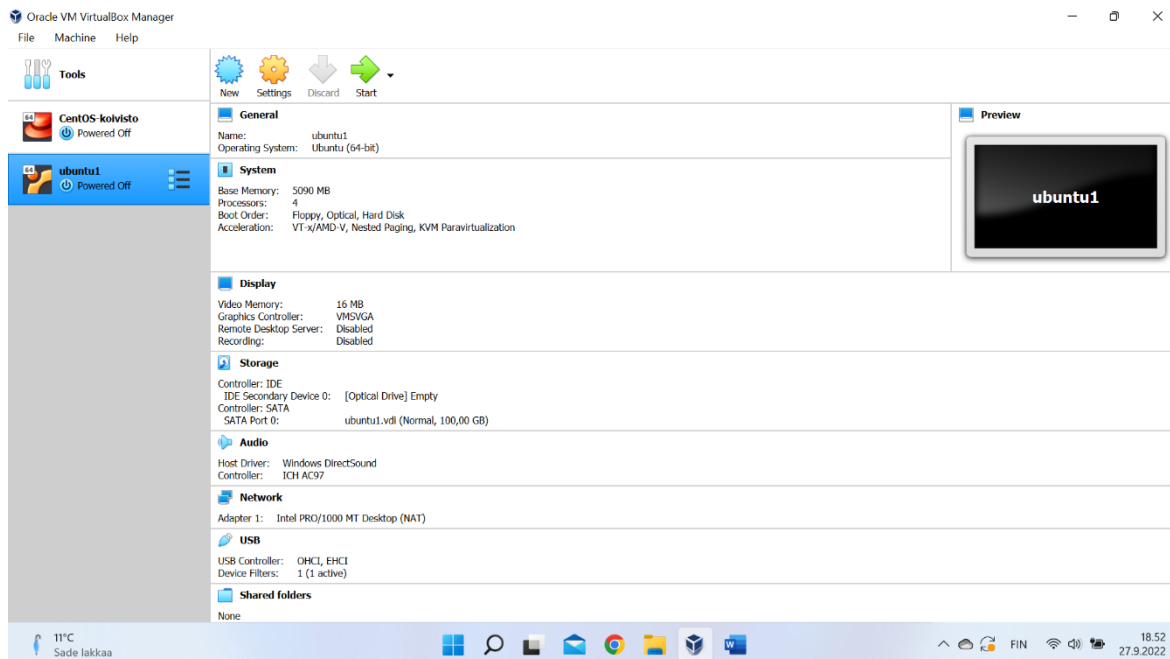 Oracle VM VirtualBox Manager
File Machine Help
Tools
New Settings Discard Start
64 CentOS-koivisto
Powered Off
64 ubuntu1
Powered Off
General
Name: ubuntu1
Operating System: Ubuntu (64-bit)
Preview
ubuntu1
System
Base Memory: 5090 MB
Processors: 4
Boot Order: Floppy, Optical, Hard Disk
Acceleration: VT-x/AMD-V, Nested Paging, KVM Paravirtualization
Display
Video Memory: 16 MB
Graphics Controller: VMSVGA
Remote Desktop Server: Disabled
Recording: Disabled
Storage
Controller: IDE
IDE Secondary Device 0: [Optical Drive] Empty
Controller: SATA
SATA Port 0: ubuntu1.vdi (Normal, 100,00 GB)
Audio
Host Driver: Windows DirectSound
Controller: ICH AC97
Network
Adapter 1: Intel PRO/1000 MT Desktop (NAT)
USB
USB Controller: OHCI, EHCI
Device Filters: 1 (1 active)
Shared folders
None
11°C
Sade lakkaa
W
FIN
18.52
27.9.2022